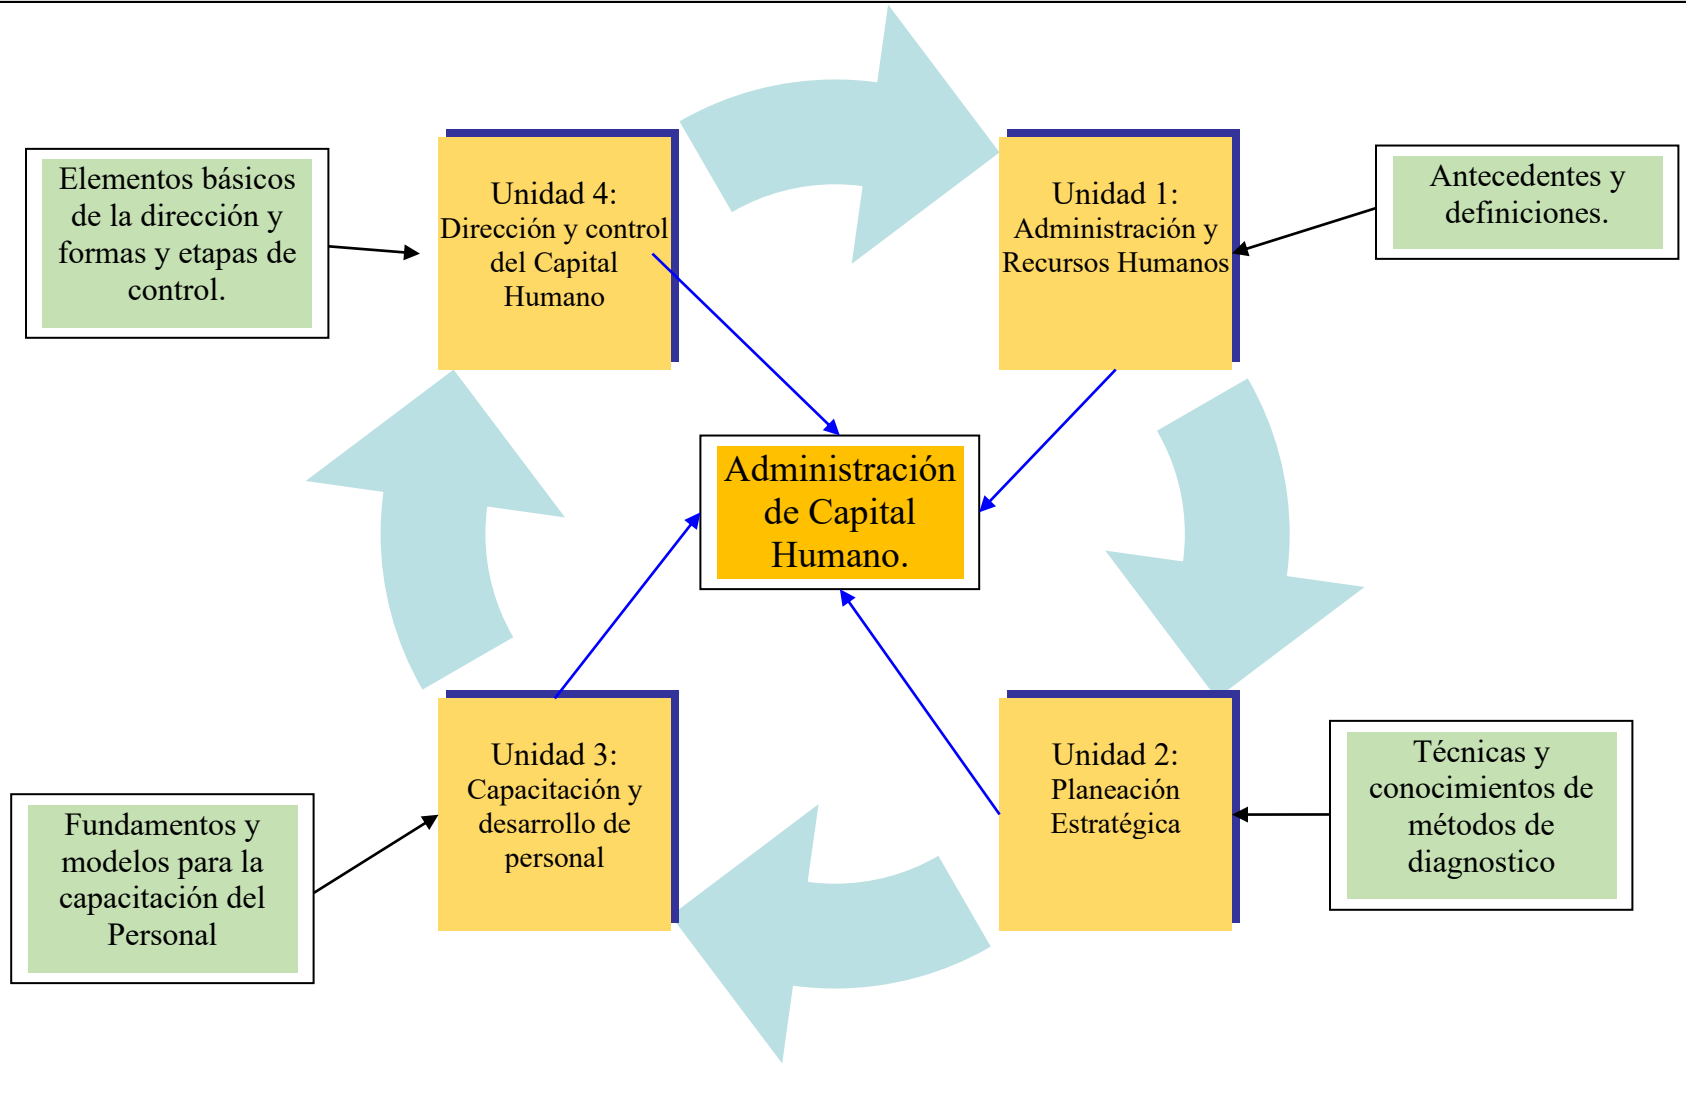 Elementos básicos
de la dirección y
formas y etapas de
control.
Unidad 4:
Dirección y control
del Capital
Humano
Unidad 1:
Administración y
Recursos Humanos
Antecedentes y
definiciones.
Administración
de Capital
Humano.
Fundamentos y
modelos para la
capacitación del
Personal
Unidad 3:
Capacitación y
desarrollo de
personal
Unidad 2:
Planeación
Estratégica
Técnicas y
conocimientos de
métodos de
diagnostico